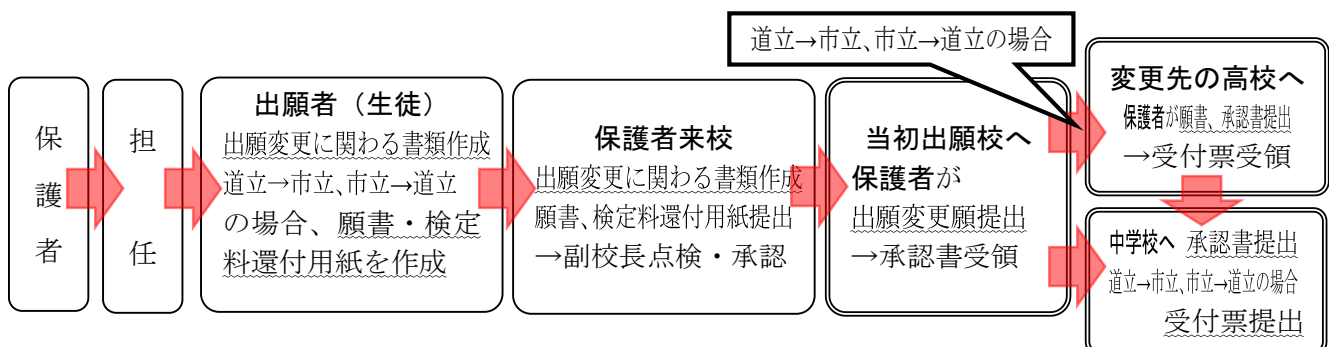 道立→市立、市立→道立の場合
保護者
担任
出願者（生徒）
出願変更に関わる書類作成
道立→市立、市立→道立
の場合、願書・検定
料還付用紙を作成
保護者来校
出願変更に関わる書類作成
願書、検定料還付用紙提出
→副校長点検・承認
当初出願校へ
保護者が
出願変更願提出
→承認書受領
変更先の高校へ
保護者が願書、承認書提出
→受付票受領
中学校へ 承認書提出
道立→市立、市立→道立の場合
受付票提出